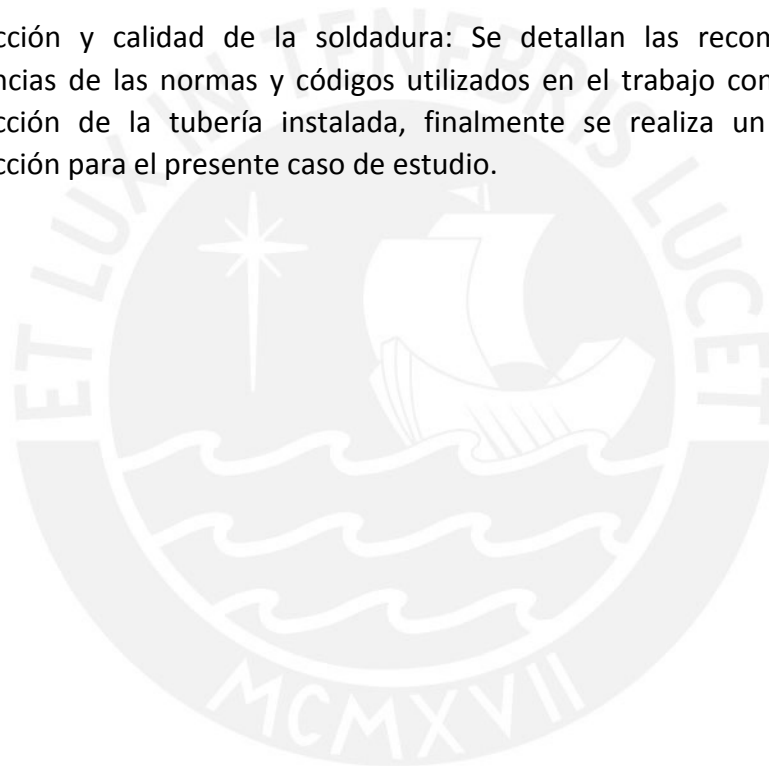 cción y calidad de la soldadura: Se detallan las recon
ncias de las normas y códigos utilizados en el trabajo con
cción de la tubería instalada, finalmente se realiza un
cción para el presente caso de estudio.
ET LUX IN TENEBRIS LUCET
MCMXVII